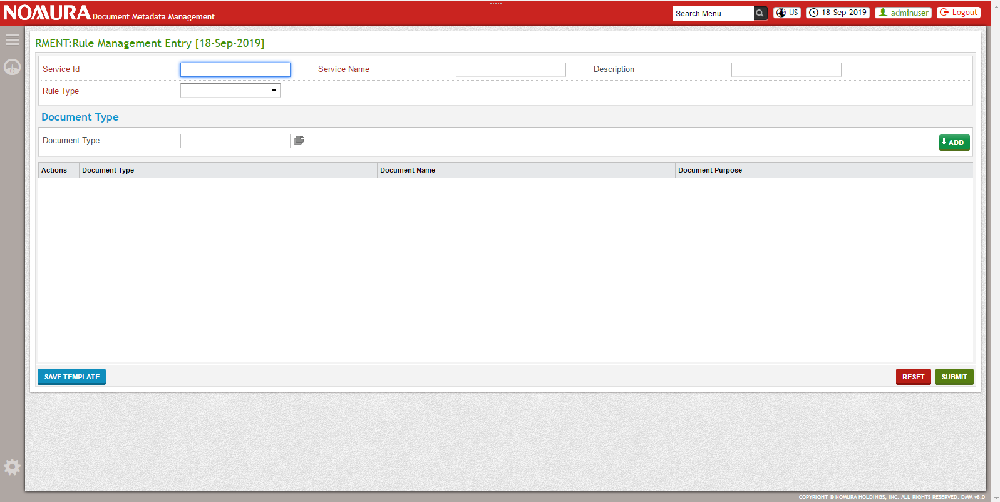 NOMURA Document Metadata Management
Search Menu
US
18-Sep-2019
adminuser
Logout
RMENT:Rule Management Entry [18-Sep-2019]
Service Id
Service Name
Description
Rule Type
Document Type
Document Type
ADD
Actions
Document Type
Document Name
Document Purpose
SAVE TEMPLATE
RESET
SUBMIT
COPYRIGHT © NOMURA HOLDINGS, INC. ALL RIGHTS RESERVED. DMM v8.0